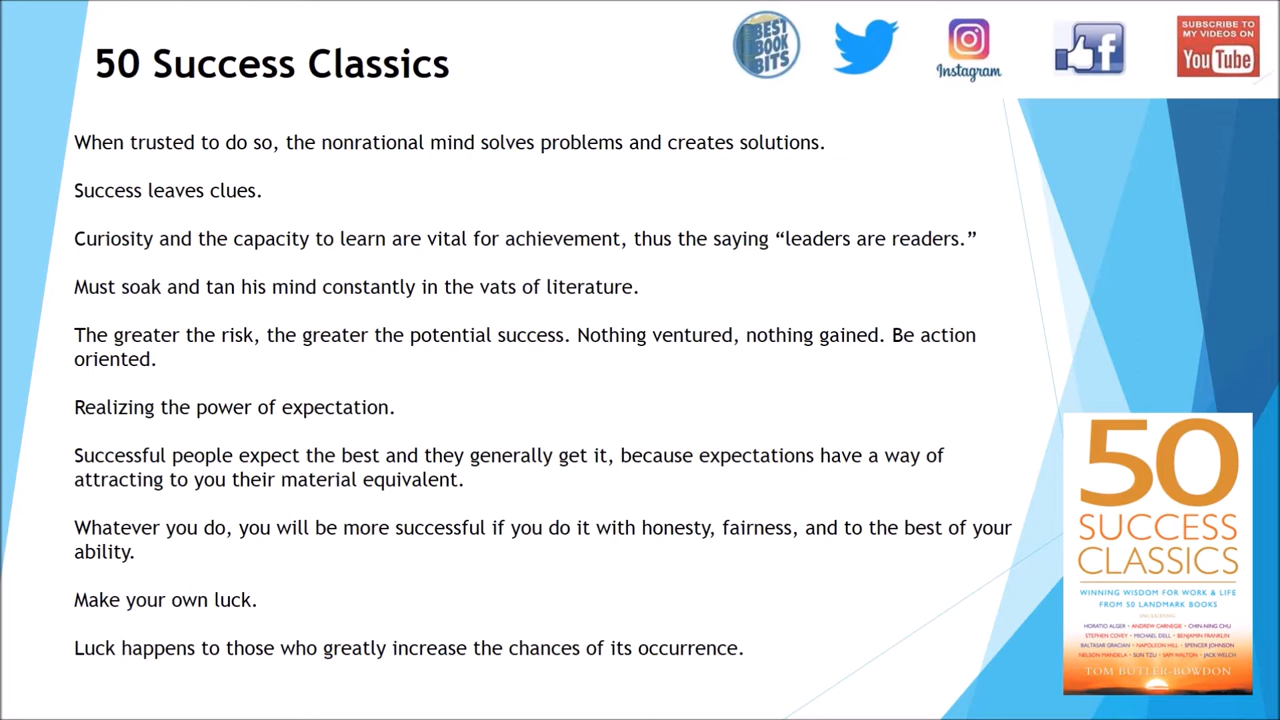 50 Success Classics
BEST
BOOK
BITS
Instagram
f
SUBSCRIBE TO
MY VIDEOS ON
YouTube
When trusted to do so, the nonrational mind solves problems and creates solutions.
Success leaves clues.
Curiosity and the capacity to learn are vital for achievement, thus the saying “leaders are readers.”
Must soak and tan his mind constantly in the vats of literature.
The greater the risk, the greater the potential success. Nothing ventured, nothing gained. Be action
oriented.
Realizing the power of expectation.
Successful people expect the best and they generally get it, because expectations have a way of
attracting to you their material equivalent.
Whatever you do, you will be more successful if you do it with honesty, fairness, and to the best of your
ability.
Make your own luck.
Luck happens to those who greatly increase the chances of its occurrence.
50
SUCCESS
CLASSICS
WINNING WISDOM FOR WORK & LIFE
FROM 50 LANDMARK BOOKS
INCLUDING
HORATIO ALGER • ANDREW CARNEGIE • CHIN-NING CHU
STEPHEN COVEY • MICHAEL DELL • BENJAMIN FRANKLIN
BALTASAR GRACIAN • NAPOLEON HILL • SPENCER JOHNSON
NELSON MANDELA • SUN TZU • SAM WALTON • JACK WELCH
TOM BUTLER-BOWDON